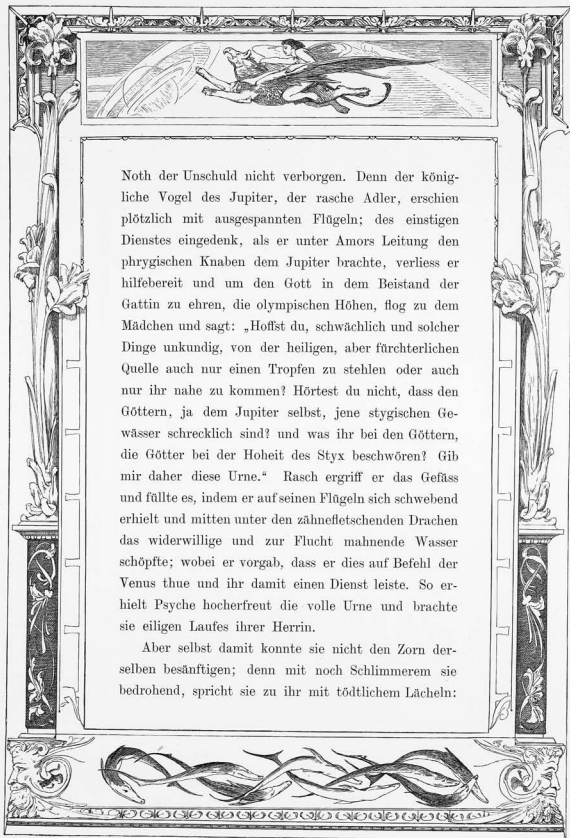 Noth der Unschuld nicht verborgen. Denn der könig-
liche Vogel des Jupiter, der rasche Adler, erschien
plötzlich mit ausgespannten Flügeln; des einstigen
Dienstes eingedenk, als er unter Amors Leitung den
phrygischen Knaben dem Jupiter brachte, verliess er
hilfebereit und um den Gott in dem Beistand der
Gattin zu ehren, die olympischen Höhen, flog zu dem
Mädchen und sagt: „Hoffst du, schwächlich und solcher
Dinge unkundig, von der heiligen, aber fürchterlichen
Quelle auch nur einen Tropfen zu stehlen oder auch
nur ihr nahe zu kommen? Hörtest du nicht, dass den
Göttern, ja dem Jupiter selbst, jene stygischen Ge-
wässer schrecklich sind? und was ihr bei den Göttern,
die Götter bei der Hoheit des Styx beschwören? Gib
mir daher diese Urne.“ Rasch ergriff er das Gefäss
und füllte es, indem er auf seinen Flügeln sich schwebend
erhielt und mitten unter den zähnefletschenden Drachen
das widerwillige und zur Flucht mahnende Wasser
schöpfte; wobei er vorgab, dass er dies auf Befehl der
Venus thue und ihr damit einen Dienst leiste. So er-
hielt Psyche hocherfreut die volle Urne und brachte
sie eiligen Laufes ihrer Herrin.
Aber selbst damit konnte sie nicht den Zorn der-
selben besänftigen; denn mit noch Schlimmerem sie
bedrohend, spricht sie zu ihr mit tödtlichem Lächeln: